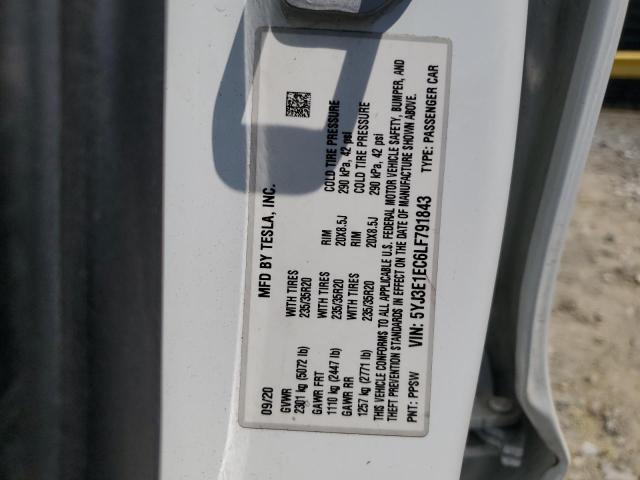 09/20 MFD BY TESLA, INC.
GVWR
2301 kg (5072 lb) WITH TIRES RIM COLD TIRE PRESSURE
GAWR FRT 235/35R20 20X8.5J 290 kPa, 42 psi
1110 kg (2447 lb) WITH TIRES RIM COLD TIRE PRESSURE
GAWR RR 235/35R20 20X8.5J 290 kPa, 42 psi
1257 kg (2771 lb)
THIS VEHICLE CONFORMS TO ALL APPLICABLE U.S. FEDERAL MOTOR VEHICLE SAFETY, BUMPER, AND
THEFT PREVENTION STANDARDS IN EFFECT ON THE DATE OF MANUFACTURE SHOWN ABOVE.
VIN: 5YJ3E1EC6LF791843
PNT: PPSW TYPE: PASSENGER CAR